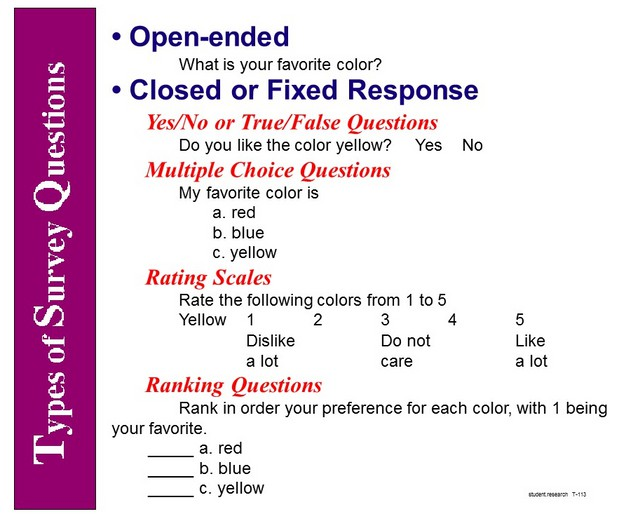 Types of Survey Questions
• Open-ended
What is your favorite color?
• Closed or Fixed Response
Yes/No or True/False Questions
Do you like the color yellow? Yes No
Multiple Choice Questions
My favorite color is
a. red
b. blue
c. yellow
Rating Scales
Rate the following colors from 1 to 5
Yellow 1 2 3 4 5
Dislike Do not Like
a lot care a lot
Ranking Questions
Rank in order your preference for each color, with 1 being
your favorite.
_____ a. red
_____ b. blue
_____ c. yellow
student.research T-113